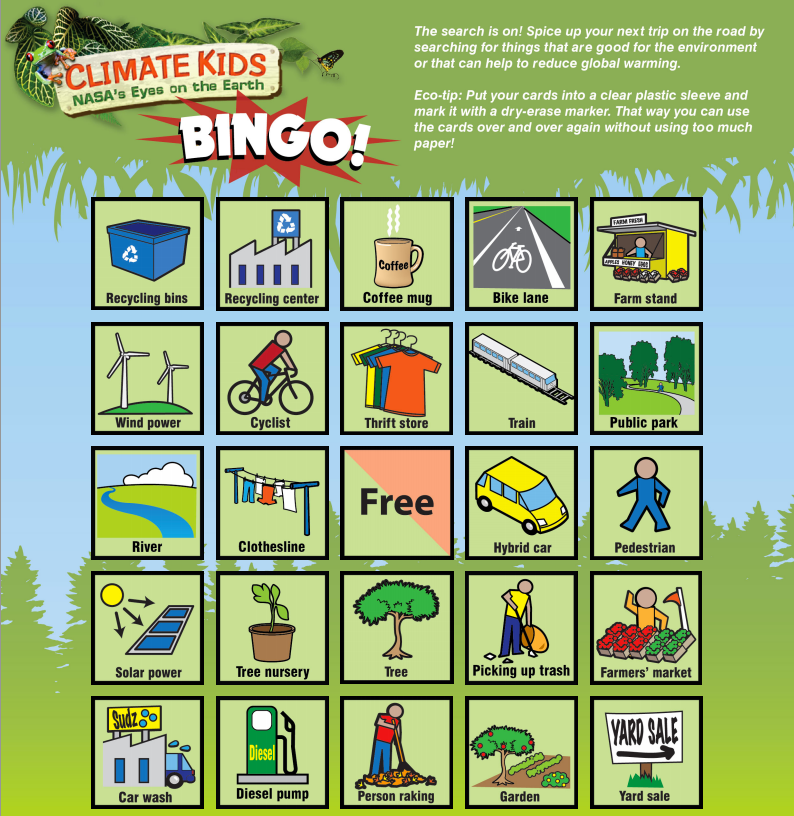 CLIMATE KIDS
NASA's Eyes on the Earth
BINGO!
The search is on! Spice up your next trip on the road by
searching for things that are good for the environment
or that can help to reduce global warming.
Eco-tip: Put your cards into a clear plastic sleeve and
mark it with a dry-erase marker. That way you can use
the cards over and over again without using too much
paper!
Recycling bins
Recycling center
Coffee
Coffee mug
Bike lane
FARM FRESH
APPLES HONEY EGGS
Farm stand
Wind power
Cyclist
Thrift store
Train
Public park
River
Clothesline
Free
Hybrid car
Pedestrian
Solar power
Tree nursery
Tree
Picking up trash
Farmers' market
Sudz
Car wash
Diesel
Diesel pump
Person raking
Garden
YARD SALE
Yard sale